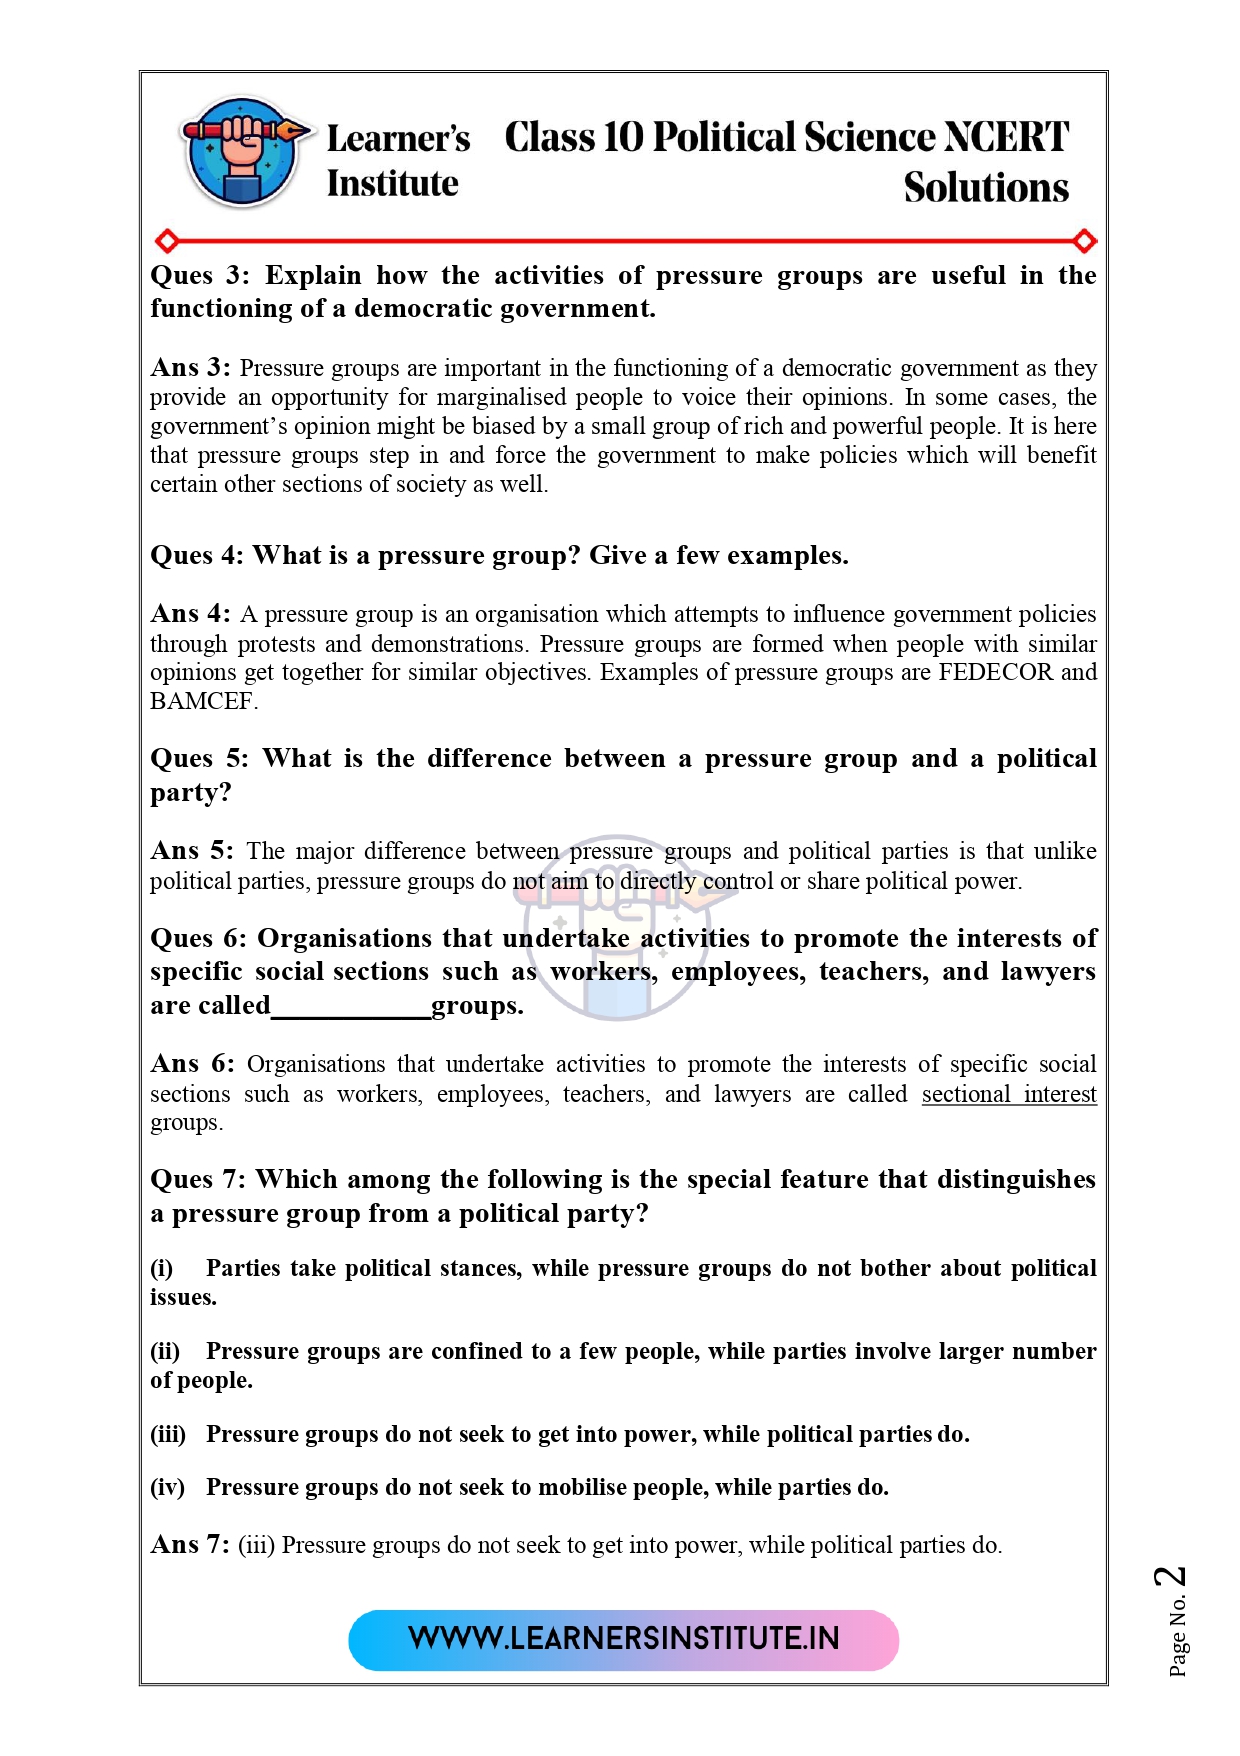 Learner’s
Institute
Class 10 Political Science NCERT
Solutions
Ques 3: Explain how the activities of pressure groups are useful in the
functioning of a democratic government.
Ans 3: Pressure groups are important in the functioning of a democratic government as they
provide an opportunity for marginalised people to voice their opinions. In some cases, the
government’s opinion might be biased by a small group of rich and powerful people. It is here
that pressure groups step in and force the government to make policies which will benefit
certain other sections of society as well.
Ques 4: What is a pressure group? Give a few examples.
Ans 4: A pressure group is an organisation which attempts to influence government policies
through protests and demonstrations. Pressure groups are formed when people with similar
opinions get together for similar objectives. Examples of pressure groups are FEDECOR and
BAMCEF.
Ques 5: What is the difference between a pressure group and a political
party?
Ans 5: The major difference between pressure groups and political parties is that unlike
political parties, pressure groups do not aim to directly control or share political power.
Ques 6: Organisations that undertake activities to promote the interests of
specific social sections such as workers, employees, teachers, and lawyers
are called___________groups.
Ans 6: Organisations that undertake activities to promote the interests of specific social
sections such as workers, employees, teachers, and lawyers are called sectional interest
groups.
Ques 7: Which among the following is the special feature that distinguishes
a pressure group from a political party?
(i) Parties take political stances, while pressure groups do not bother about political
issues.
(ii) Pressure groups are confined to a few people, while parties involve larger number
of people.
(iii) Pressure groups do not seek to get into power, while political parties do.
(iv) Pressure groups do not seek to mobilise people, while parties do.
Ans 7: (iii) Pressure groups do not seek to get into power, while political parties do.
WWW.LEARNERSINSTITUTE.IN
Page No. 2